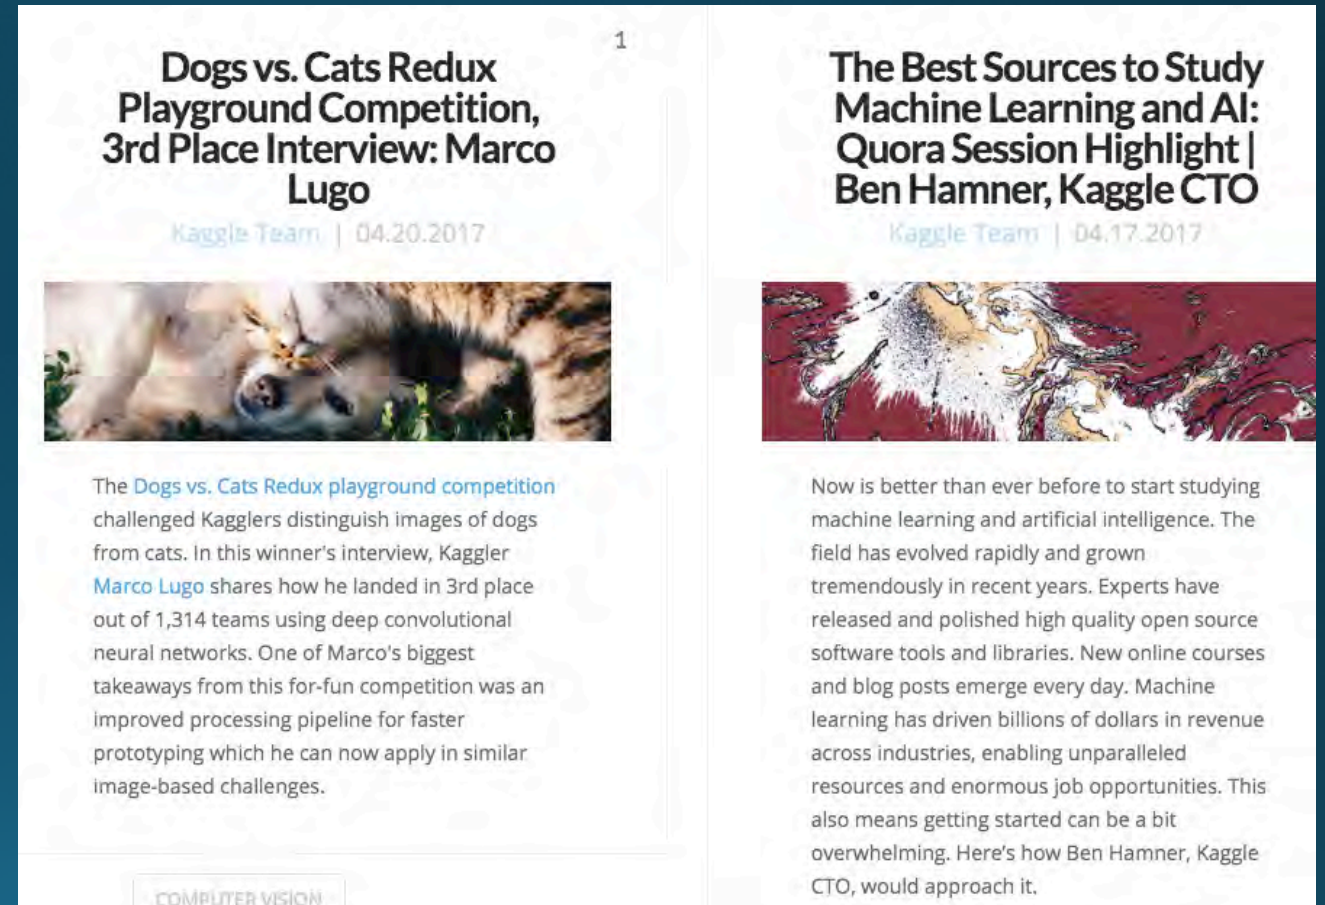 1
Dogs vs. Cats Redux
Playground Competition,
3rd Place Interview: Marco
Lugo
Kaggle Team | 04.20.2017
The Dogs vs. Cats Redux playground competition
challenged Kagglers distinguish images of dogs
from cats. In this winner's interview, Kaggler
Marco Lugo shares how he landed in 3rd place
out of 1,314 teams using deep convolutional
neural networks. One of Marco's biggest
takeaways from this for-fun competition was an
improved processing pipeline for faster
prototyping which he can now apply in similar
image-based challenges.
COMPUTER VISION
The Best Sources to Study
Machine Learning and AI:
Quora Session Highlight |
Ben Hamner, Kaggle CTO
Kaggle Team | 04.17.2017
Now is better than ever before to start studying
machine learning and artificial intelligence. The
field has evolved rapidly and grown
tremendously in recent years. Experts have
released and polished high quality open source
software tools and libraries. New online courses
and blog posts emerge every day. Machine
learning has driven billions of dollars in revenue
across industries, enabling unparalleled
resources and enormous job opportunities. This
also means getting started can be a bit
overwhelming. Here's how Ben Hamner, Kaggle
CTO, would approach it.